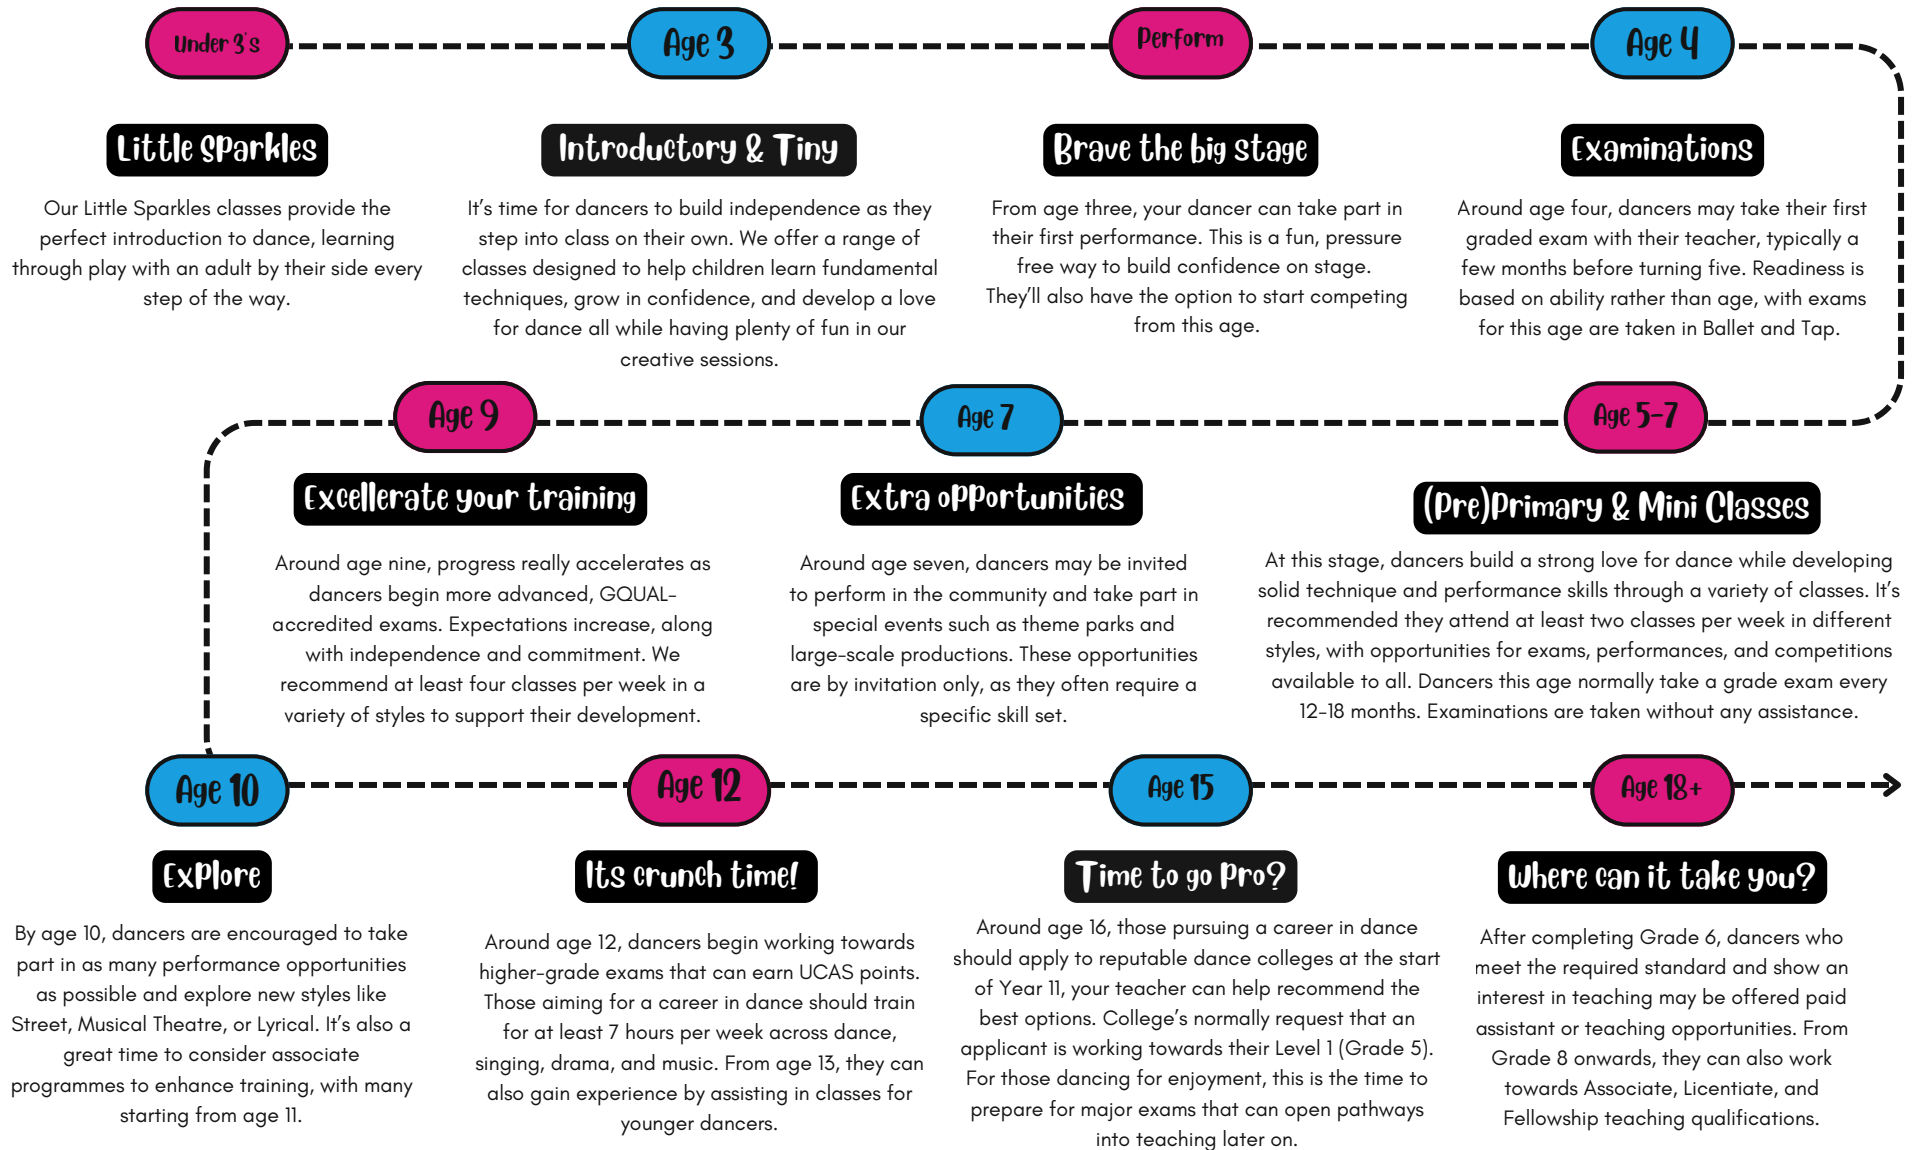 Under 3's
Little Sparkles
Our Little Sparkles classes provide the
perfect introduction to dance, learning
through play with an adult by their side every
step of the way.
Age 3
Introductory & Tiny
It's time for dancers to build independence as they
step into class on their own. We offer a range of
classes designed to help children learn fundamental
techniques, grow in confidence, and develop a love
for dance all while having plenty of fun in our
creative sessions.
Perform
Brave the big stage
From age three, your dancer can take part in
their first performance. This is a fun, pressure
free way to build confidence on stage.
They'll also have the option to start competing
from this age.
Age 4
Examinations
Around age four, dancers may take their first
graded exam with their teacher, typically a
few months before turning five. Readiness is
based on ability rather than age, with exams
for this age are taken in Ballet and Tap.
Age 5-7
(Pre)Primary & Mini Classes
At this stage, dancers build a strong love for dance while developing
solid technique and performance skills through a variety of classes. It's
recommended they attend at least two classes per week in different
styles, with opportunities for exams, performances, and competitions
available to all. Dancers this age normally take a grade exam every
12-18 months. Examinations are taken without any assistance.
Age 7
Extra opportunities
Around age seven, dancers may be invited
to perform in the community and take part in
special events such as theme parks and
large-scale productions. These opportunities
are by invitation only, as they often require a
specific skill set.
Age 9
Excellerate your training
Around age nine, progress really accelerates as
dancers begin more advanced, GQUAL-
accredited exams. Expectations increase, along
with independence and commitment. We
recommend at least four classes per week in a
variety of styles to support their development.
Age 10
Explore
By age 10, dancers are encouraged to take
part in as many performance opportunities
as possible and explore new styles like
Street, Musical Theatre, or Lyrical. It's also a
great time to consider associate
programmes to enhance training, with many
starting from age 11.
Age 12
Its crunch time!
Around age 12, dancers begin working towards
higher-grade exams that can earn UCAS points.
Those aiming for a career in dance should train
for at least 7 hours per week across dance,
singing, drama, and music. From age 13, they can
also gain experience by assisting in classes for
younger dancers.
Age 15
Time to go Pro?
Around age 16, those pursuing a career in dance
should apply to reputable dance colleges at the start
of Year 11, your teacher can help recommend the
best options. College's normally request that an
applicant is working towards their Level 1 (Grade 5).
For those dancing for enjoyment, this is the time to
prepare for major exams that can open pathways
into teaching later on.
Age 18+
Where can it take you?
After completing Grade 6, dancers who
meet the required standard and show an
interest in teaching may be offered paid
assistant or teaching opportunities. From
Grade 8 onwards, they can also work
towards Associate, Licentiate, and
Fellowship teaching qualifications.